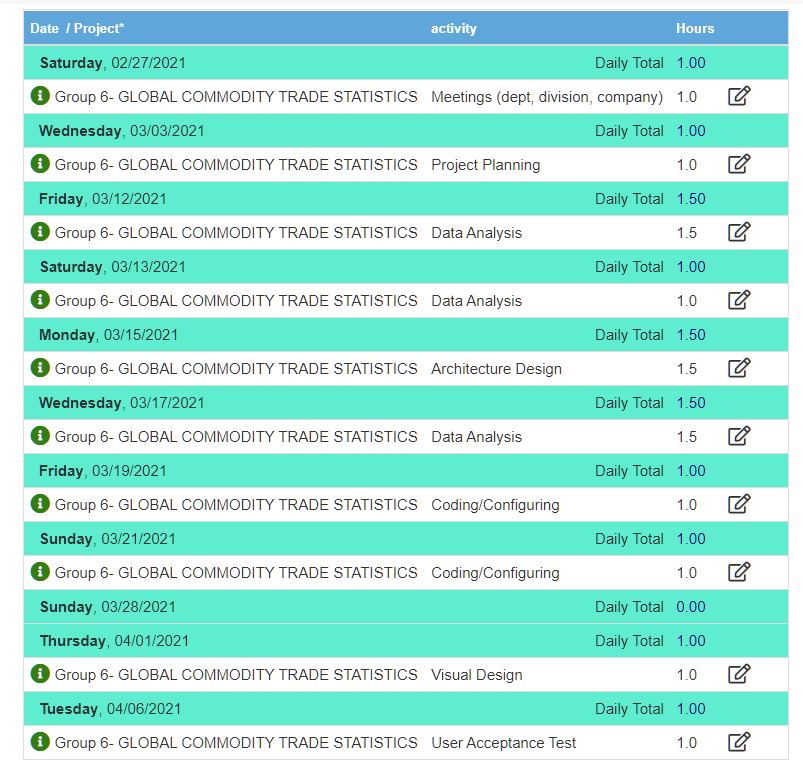 Date / Project* activity Hours
Saturday, 02/27/2021 Daily Total 1.00
Group 6- GLOBAL COMMODITY TRADE STATISTICS Meetings (dept, division, company) 1.0
Wednesday, 03/03/2021 Daily Total 1.00
Group 6- GLOBAL COMMODITY TRADE STATISTICS Project Planning 1.0
Friday, 03/12/2021 Daily Total 1.50
Group 6- GLOBAL COMMODITY TRADE STATISTICS Data Analysis 1.5
Saturday, 03/13/2021 Daily Total 1.00
Group 6- GLOBAL COMMODITY TRADE STATISTICS Data Analysis 1.0
Monday, 03/15/2021 Daily Total 1.50
Group 6- GLOBAL COMMODITY TRADE STATISTICS Architecture Design 1.5
Wednesday, 03/17/2021 Daily Total 1.50
Group 6- GLOBAL COMMODITY TRADE STATISTICS Data Analysis 1.5
Friday, 03/19/2021 Daily Total 1.00
Group 6- GLOBAL COMMODITY TRADE STATISTICS Coding/Configuring 1.0
Sunday, 03/21/2021 Daily Total 1.00
Group 6- GLOBAL COMMODITY TRADE STATISTICS Coding/Configuring 1.0
Sunday, 03/28/2021 Daily Total 0.00
Thursday, 04/01/2021 Daily Total 1.00
Group 6- GLOBAL COMMODITY TRADE STATISTICS Visual Design 1.0
Tuesday, 04/06/2021 Daily Total 1.00
Group 6- GLOBAL COMMODITY TRADE STATISTICS User Acceptance Test 1.0